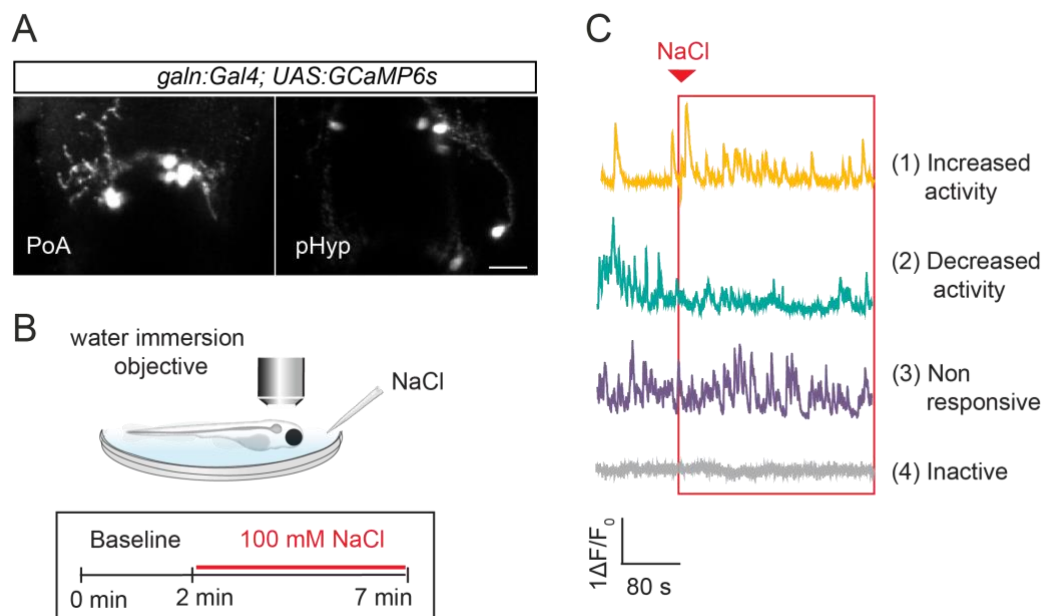 A
galn:Gal4; UAS:GCaMP6s
PoA
pHyp
B
water immersion
objective
NaCl
Baseline
100 mM NaCl
0 min
2 min
7 min
C
NaCl
(1) Increased
activity
(2) Decreased
activity
(3) Non
responsive
(4) Inactive
1ΔF/F0
80 s